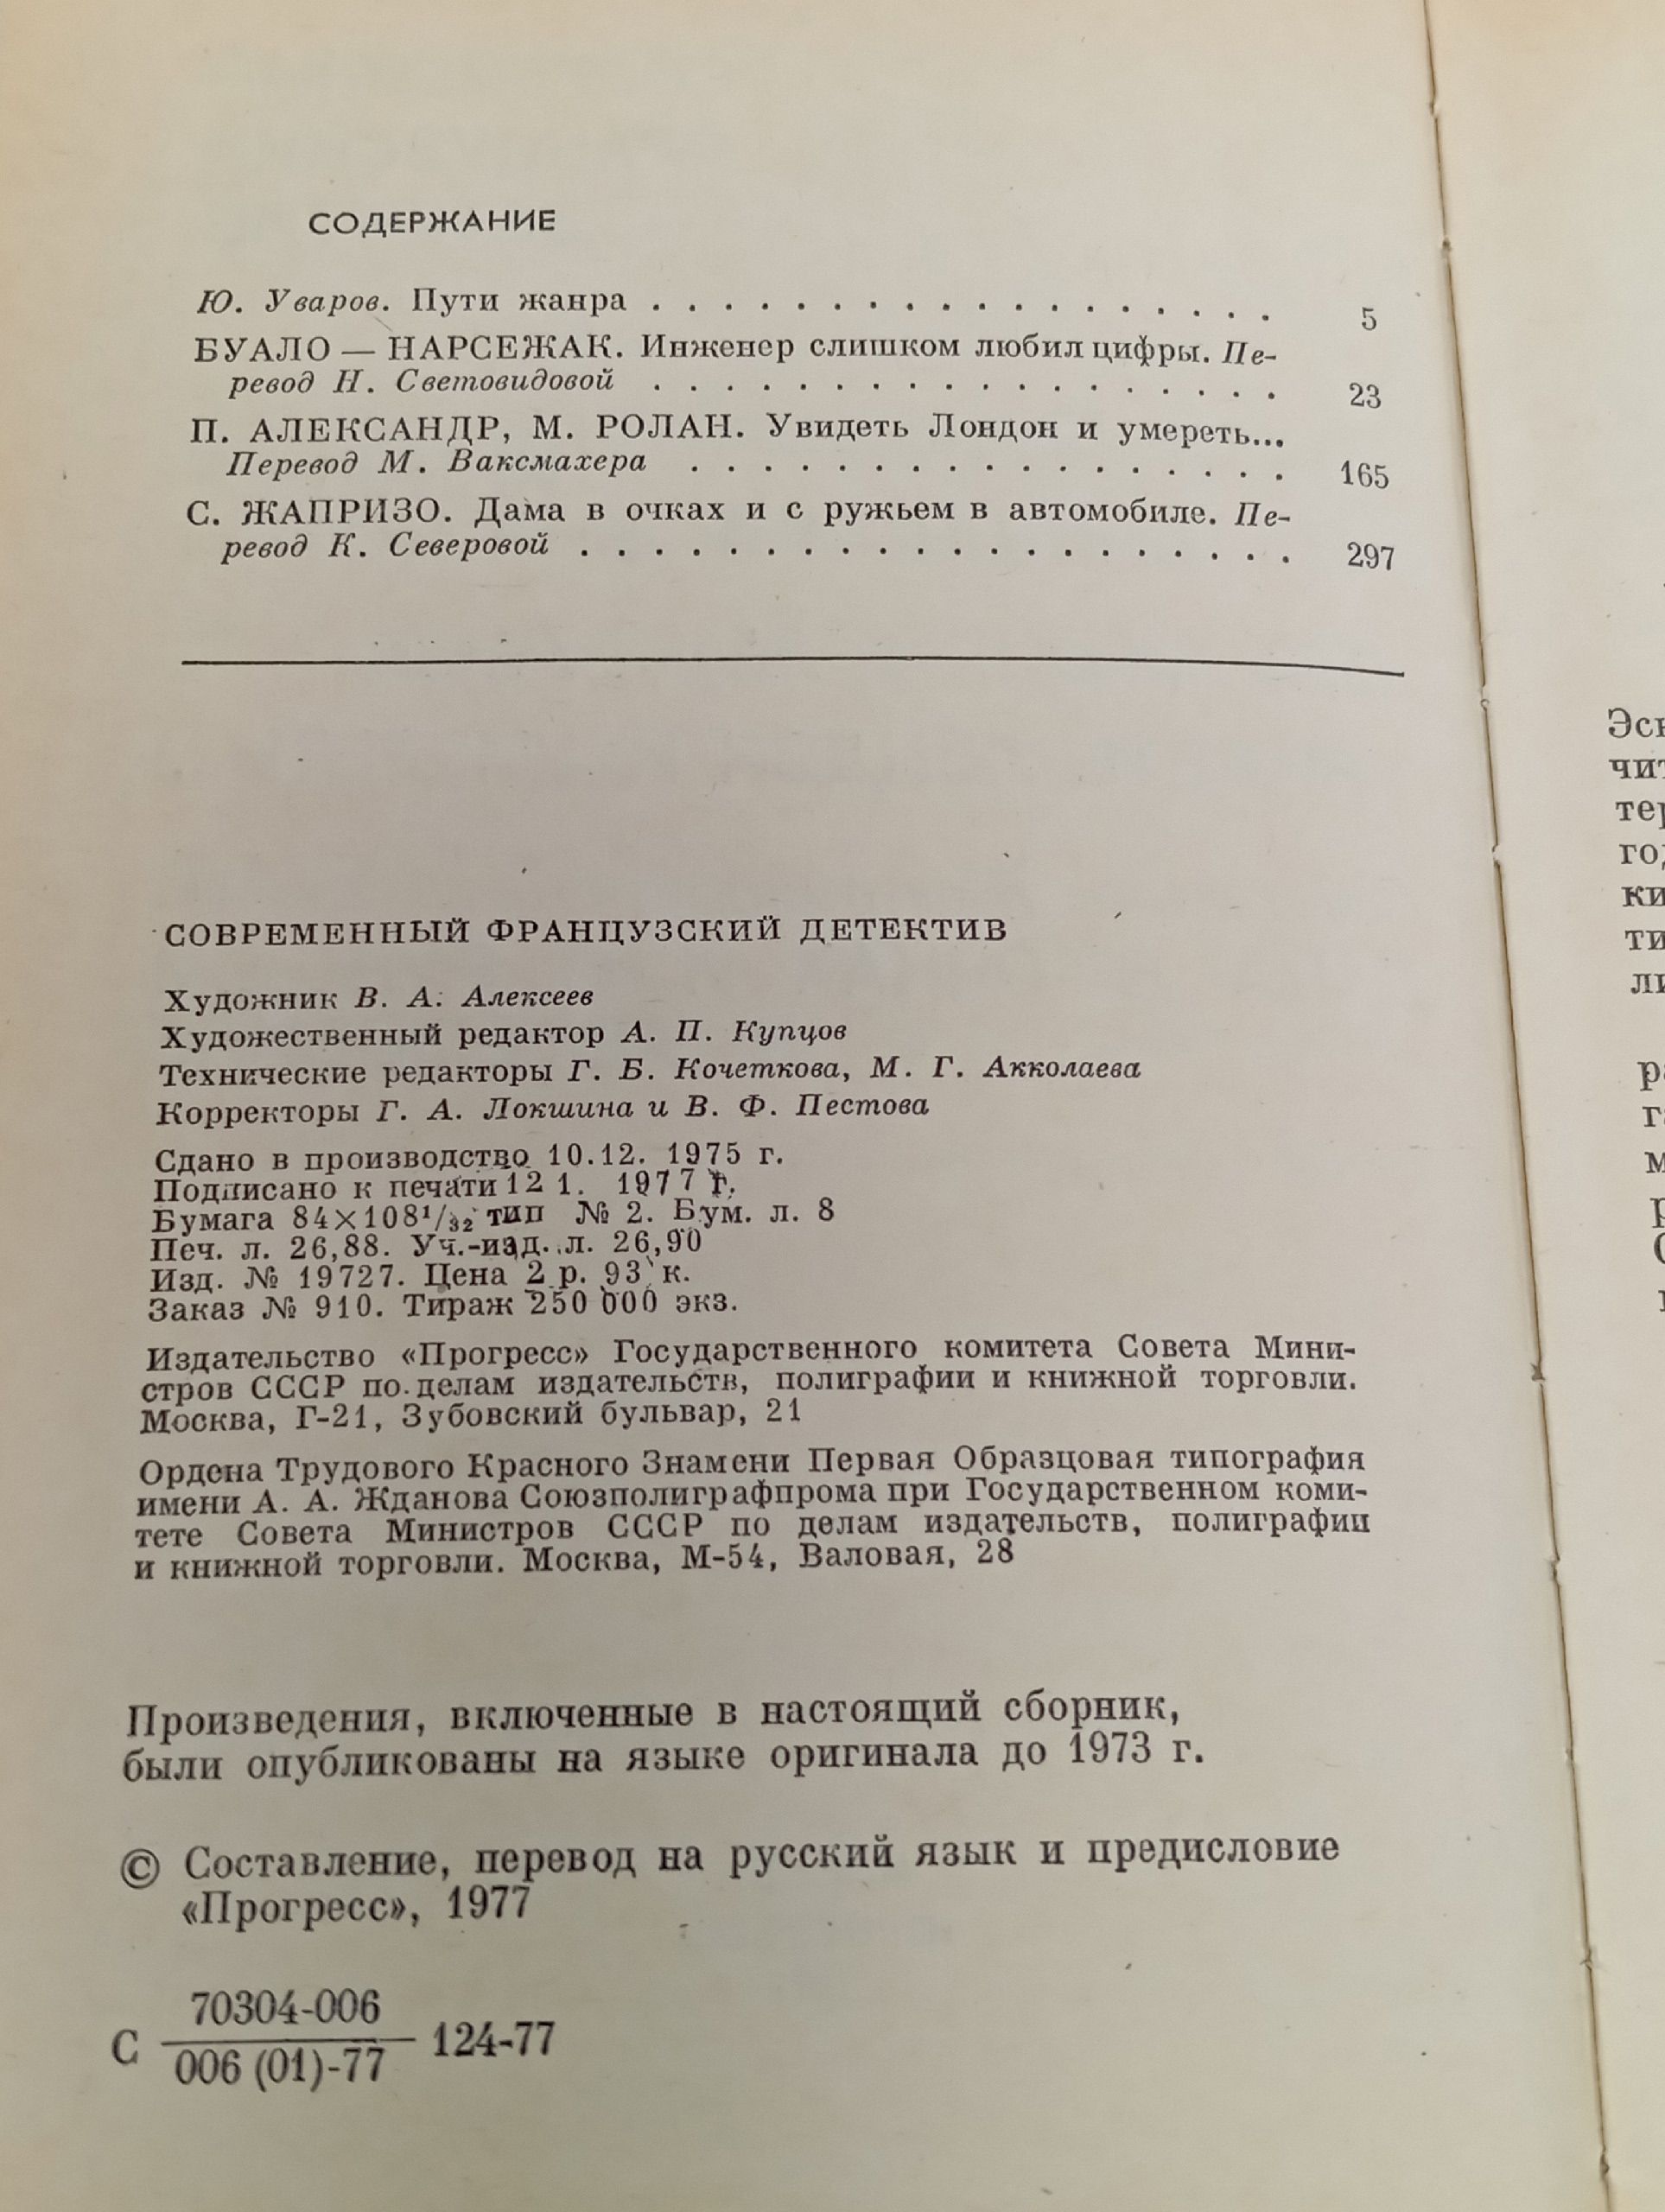 СОДЕРЖАНИЕ
Ю. Уваров. Пути жанра . . . . . . . . . . . . . . . . . . 5
БУАЛО — НАРСЕЖАК. Инженер слишком любил цифры. Пе-
ревод Н. Световидовой . . . . . . . . . . . . . . . . . . 23
П. АЛЕКСАНДР, М. РОЛАН. Увидеть Лондон и умереть...
Перевод М. Ваксмахера . . . . . . . . . . . . . . . . . 165
С. ЖАПРИЗО. Дама в очках и с ружьем в автомобиле. Пе-
ревод К. Северовой . . . . . . . . . . . . . . . . . . . . 297
СОВРЕМЕННЫЙ ФРАНЦУЗСКИЙ ДЕТЕКТИВ
Художник В. А. Алексеев
Художественный редактор А. П. Купцов
Технические редакторы Г. Б. Кочеткова, М. Г. Акколаева
Корректоры Г. А. Локшина и В. Ф. Пестова
Сдано в производство 10.12. 1975 г.
Подписано к печати 12 1. 1977 г.
Бумага 84×108¹/₃₂ тип № 2. Бум. л. 8
Печ. л. 26,88. Уч.-изд. л. 26,90
Изд. № 19727. Цена 2 р. 93 к.
Заказ № 910. Тираж 250 000 экз.
Издательство «Прогресс» Государственного комитета Совета Мини-
стров СССР по делам издательств, полиграфии и книжной торговли.
Москва, Г-21, Зубовский бульвар, 21
Ордена Трудового Красного Знамени Первая Образцовая типография
имени А. А. Жданова Союзполиграфпрома при Государственном коми-
тете Совета Министров СССР по делам издательств, полиграфии
и книжной торговли. Москва, М-54, Валовая, 28
Произведения, включенные в настоящий сборник,
были опубликованы на языке оригинала до 1973 г.
© Составление, перевод на русский язык и предисловие
«Прогресс», 1977
70304-006
С 124-77
006 (01)-77